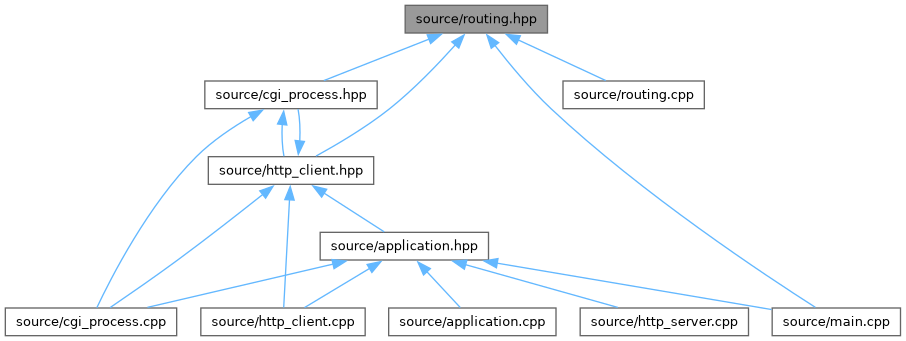 source/routing.hpp
source/cgi_process.hpp
source/routing.cpp
source/http_client.hpp
source/application.hpp
source/cgi_process.cpp
source/http_client.cpp
source/application.cpp
source/http_server.cpp
source/main.cpp